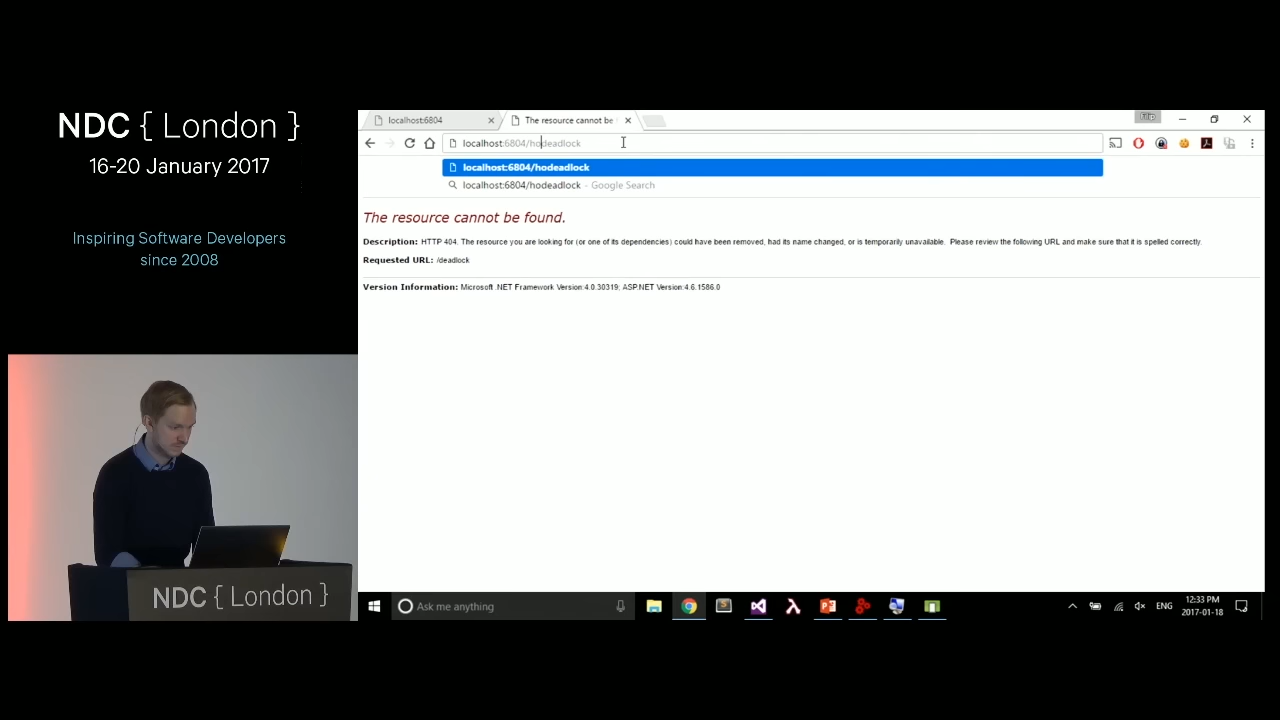 NDC { London }
16-20 January 2017
Inspiring Software Developers
since 2008
NDC { London }
localhost:6804
The resource cannot be
Filip
localhost:6804/hodeadlock
localhost:6804/hodeadlock
localhost:6804/hodeadlock - Google Search
The resource cannot be found.
Description: HTTP 404. The resource you are looking for (or one of its dependencies) could have been removed, had its name changed, or is temporarily unavailable. Please review the following URL and make sure that it is spelled correctly.
Requested URL: /deadlock
Version Information: Microsoft .NET Framework Version:4.0.30319; ASP.NET Version:4.6.1586.0
Ask me anything
ENG
12:33 PM
2017-01-18